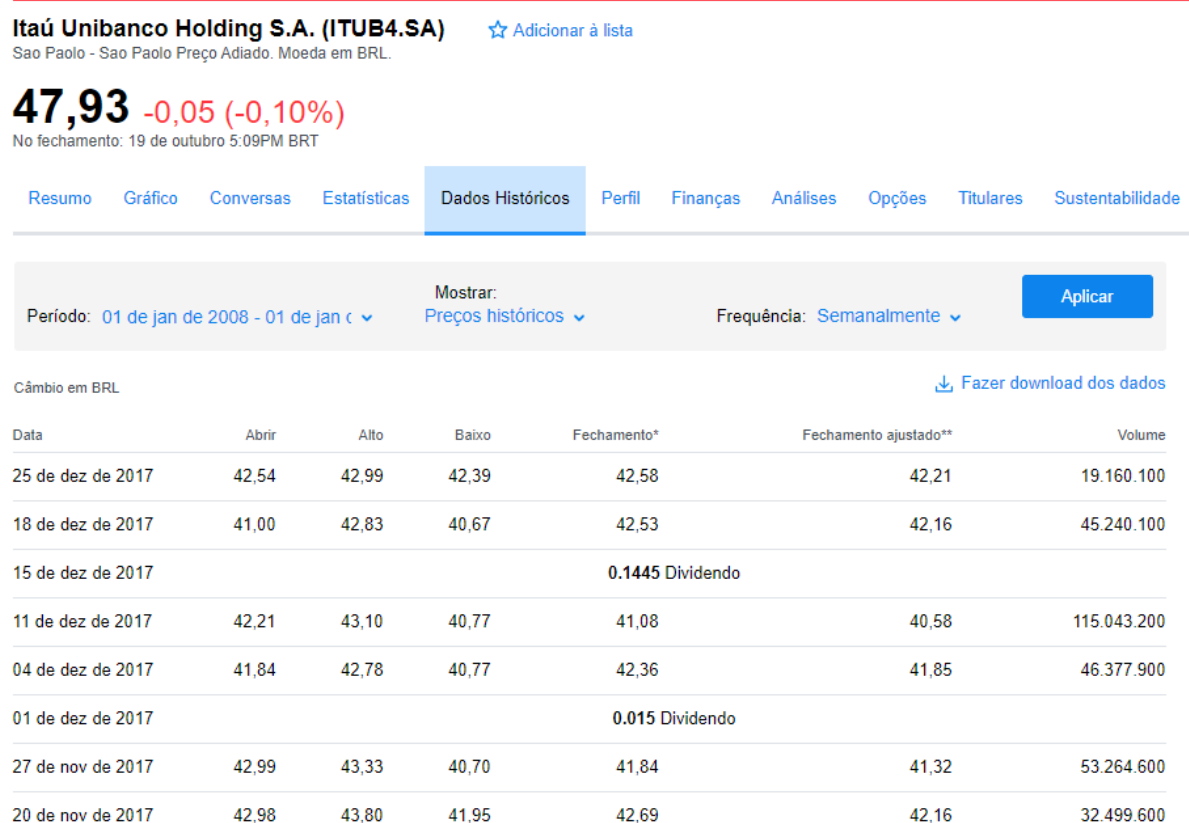 Itaú Unibanco Holding S.A. (ITUB4.SA) Adicionar à lista
Sao Paolo - Sao Paolo Preço Adiado. Moeda em BRL.
47,93 -0,05 (-0,10%)
No fechamento: 19 de outubro 5:09PM BRT
Resumo Gráfico Conversas Estatísticas Dados Históricos Perfil Finanças Análises Opções Titulares Sustentabilidade
Mostrar:
Período: 01 de jan de 2008 - 01 de jan c Preços históricos Frequência: Semanalmente Aplicar
Câmbio em BRL Fazer download dos dados
Data Abrir Alto Baixo Fechamento* Fechamento ajustado** Volume
25 de dez de 2017 42,54 42,99 42,39 42,58 42,21 19.160.100
18 de dez de 2017 41,00 42,83 40,67 42,53 42,16 45.240.100
15 de dez de 2017 0.1445 Dividendo
11 de dez de 2017 42,21 43,10 40,77 41,08 40,58 115.043.200
04 de dez de 2017 41,84 42,78 40,77 42,36 41,85 46.377.900
01 de dez de 2017 0.015 Dividendo
27 de nov de 2017 42,99 43,33 40,70 41,84 41,32 53.264.600
20 de nov de 2017 42,98 43,80 41,95 42,69 42,16 32.499.600